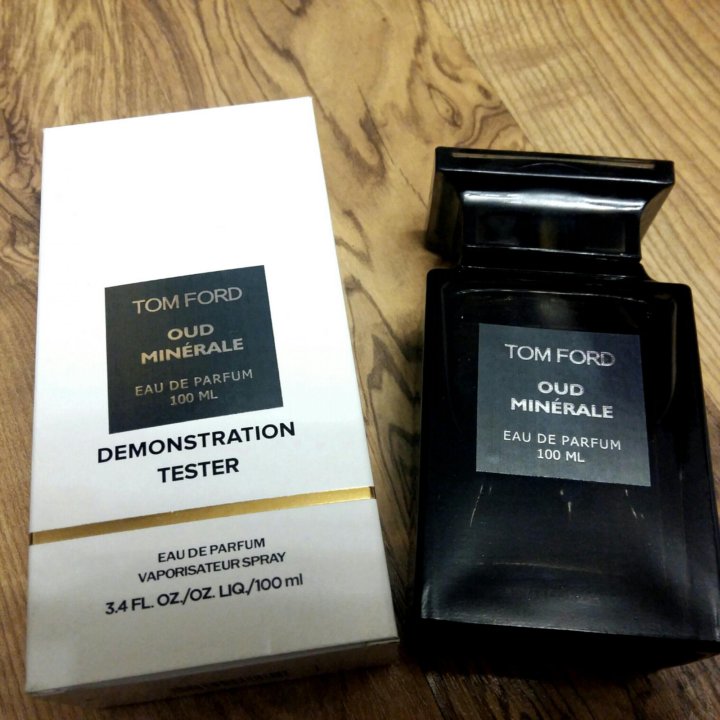 TOM FORD
OUD
MINÉRALE
EAU DE PARFUM
100 ML
DEMONSTRATION
TESTER
EAU DE PARFUM
VAPORISATEUR SPRAY
3.4 FL. OZ./OZ. LIQ./100 ml
TOM FORD
OUD
MINÉRALE
EAU DE PARFUM
100 ML